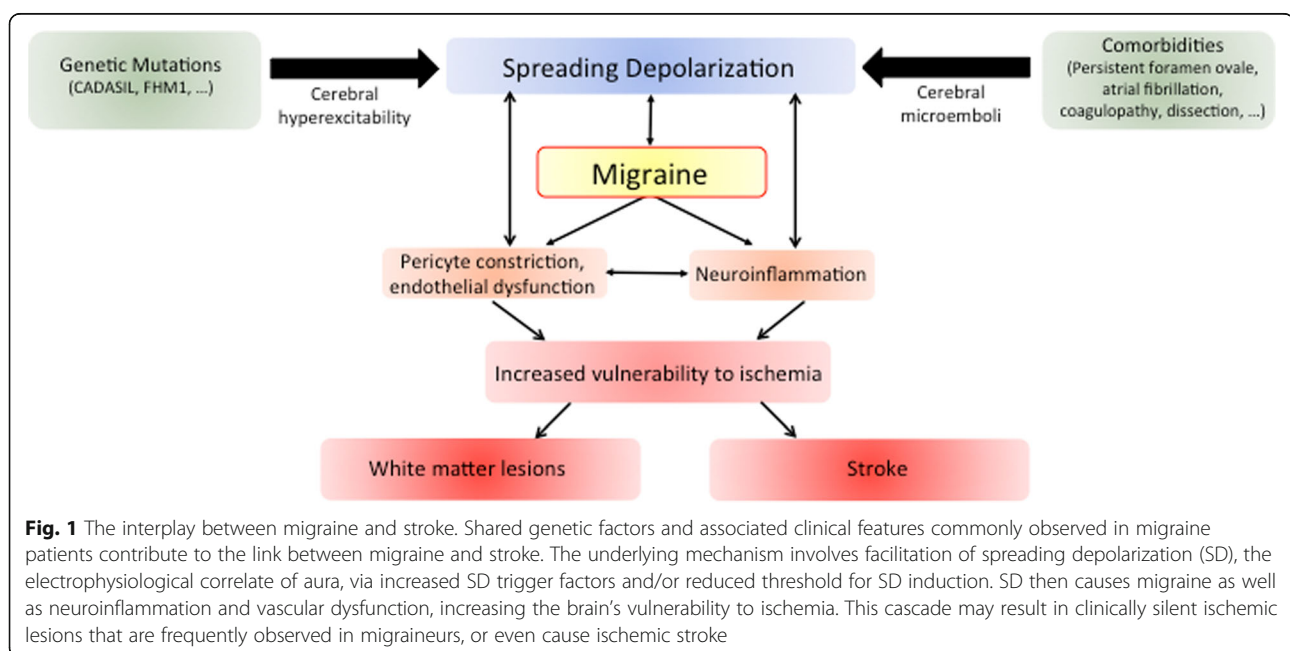 Genetic Mutations
(CADASIL, FHM1, ...)
Cerebral
hyperexcitability
Spreading Depolarization
Cerebral
microemboli
Comorbidities
(Persistent foramen ovale,
atrial fibrillation,
coagulopathy, dissection, ...)
Migraine
Pericyte constriction,
endothelial dysfunction
Neuroinflammation
Increased vulnerability to ischemia
White matter lesions
Stroke
Fig. 1 The interplay between migraine and stroke. Shared genetic factors and associated clinical features commonly observed in migraine
patients contribute to the link between migraine and stroke. The underlying mechanism involves facilitation of spreading depolarization (SD), the
electrophysiological correlate of aura, via increased SD trigger factors and/or reduced threshold for SD induction. SD then causes migraine as well
as neuroinflammation and vascular dysfunction, increasing the brain's vulnerability to ischemia. This cascade may result in clinically silent ischemic
lesions that are frequently observed in migraineurs, or even cause ischemic stroke